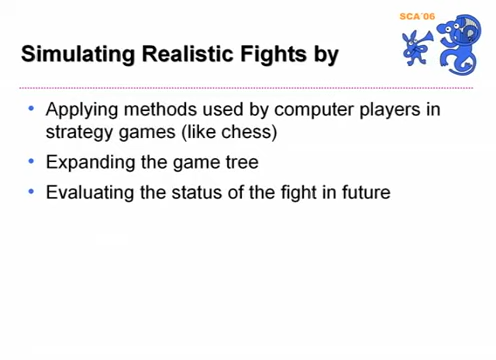 SCA'06
Simulating Realistic Fights by
• Applying methods used by computer players in
strategy games (like chess)
• Expanding the game tree
• Evaluating the status of the fight in future